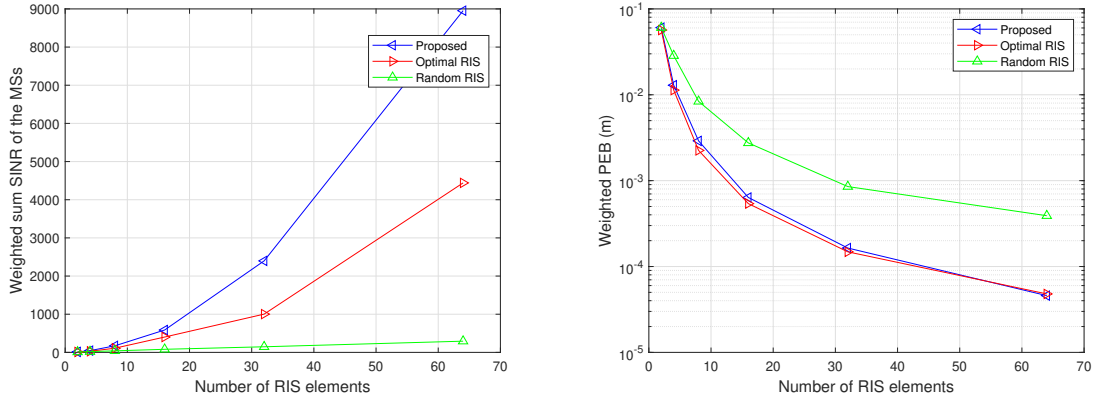 9000
8000
7000
6000
5000
4000
3000
2000
1000
0
Weighted sum SINR of the MSs
Proposed
Optimal RIS
Random RIS
0 10 20 30 40 50 60 70
Number of RIS elements
10^-1
10^-2
10^-3
10^-4
10^-5
Weighted PEB (m)
Proposed
Optimal RIS
Random RIS
0 10 20 30 40 50 60 70
Number of RIS elements